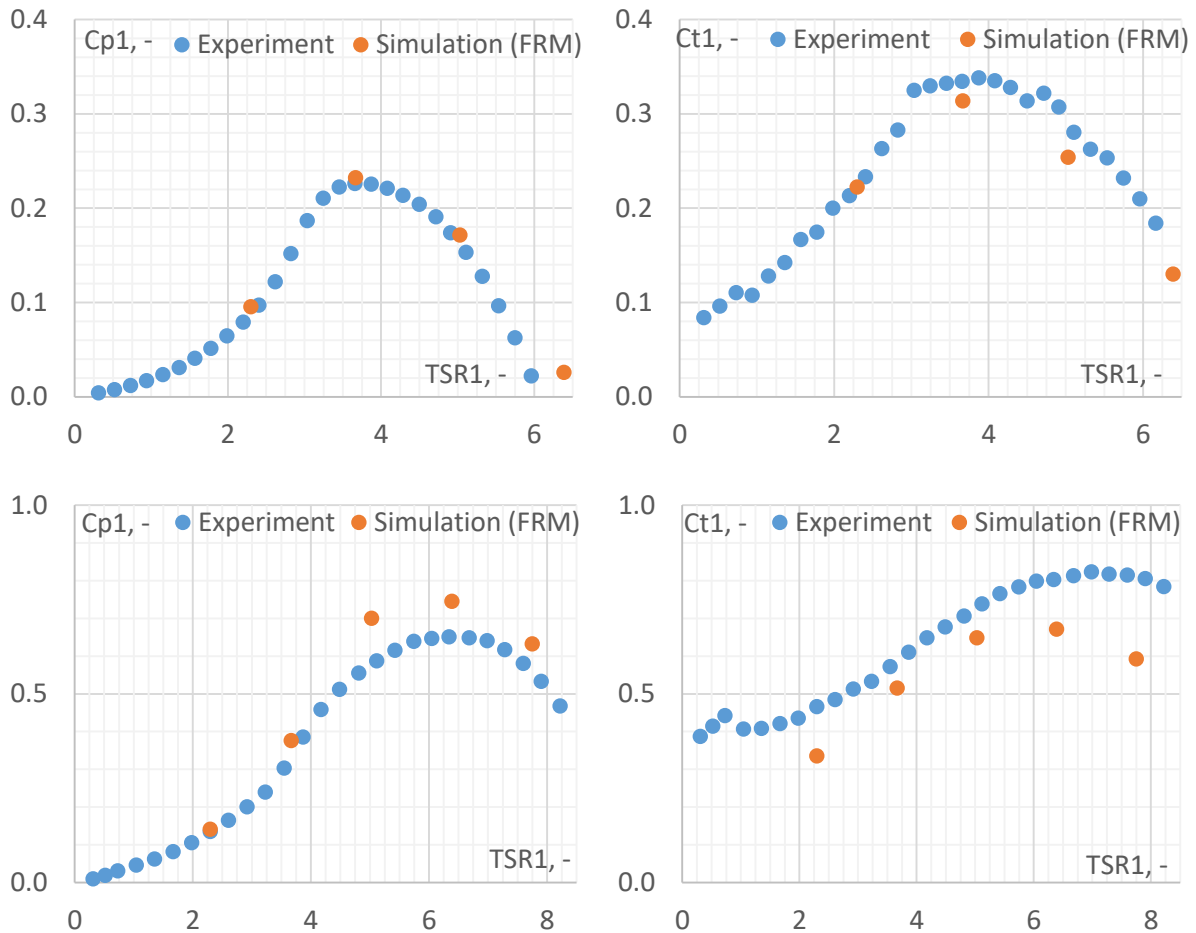 0.4
Cp1, -
Experiment
Simulation (FRM)
0.3
0.2
0.1
TSR1, -
0.0
0 2 4 6
0.4
Ct1, -
Experiment
Simulation (FRM)
0.3
0.2
0.1
TSR1, -
0.0
0 2 4 6
1.0
Cp1, -
Experiment
Simulation (FRM)
0.5
TSR1, -
0.0
0 2 4 6 8
1.0
Ct1, -
Experiment
Simulation (FRM)
0.5
TSR1, -
0.0
0 2 4 6 8